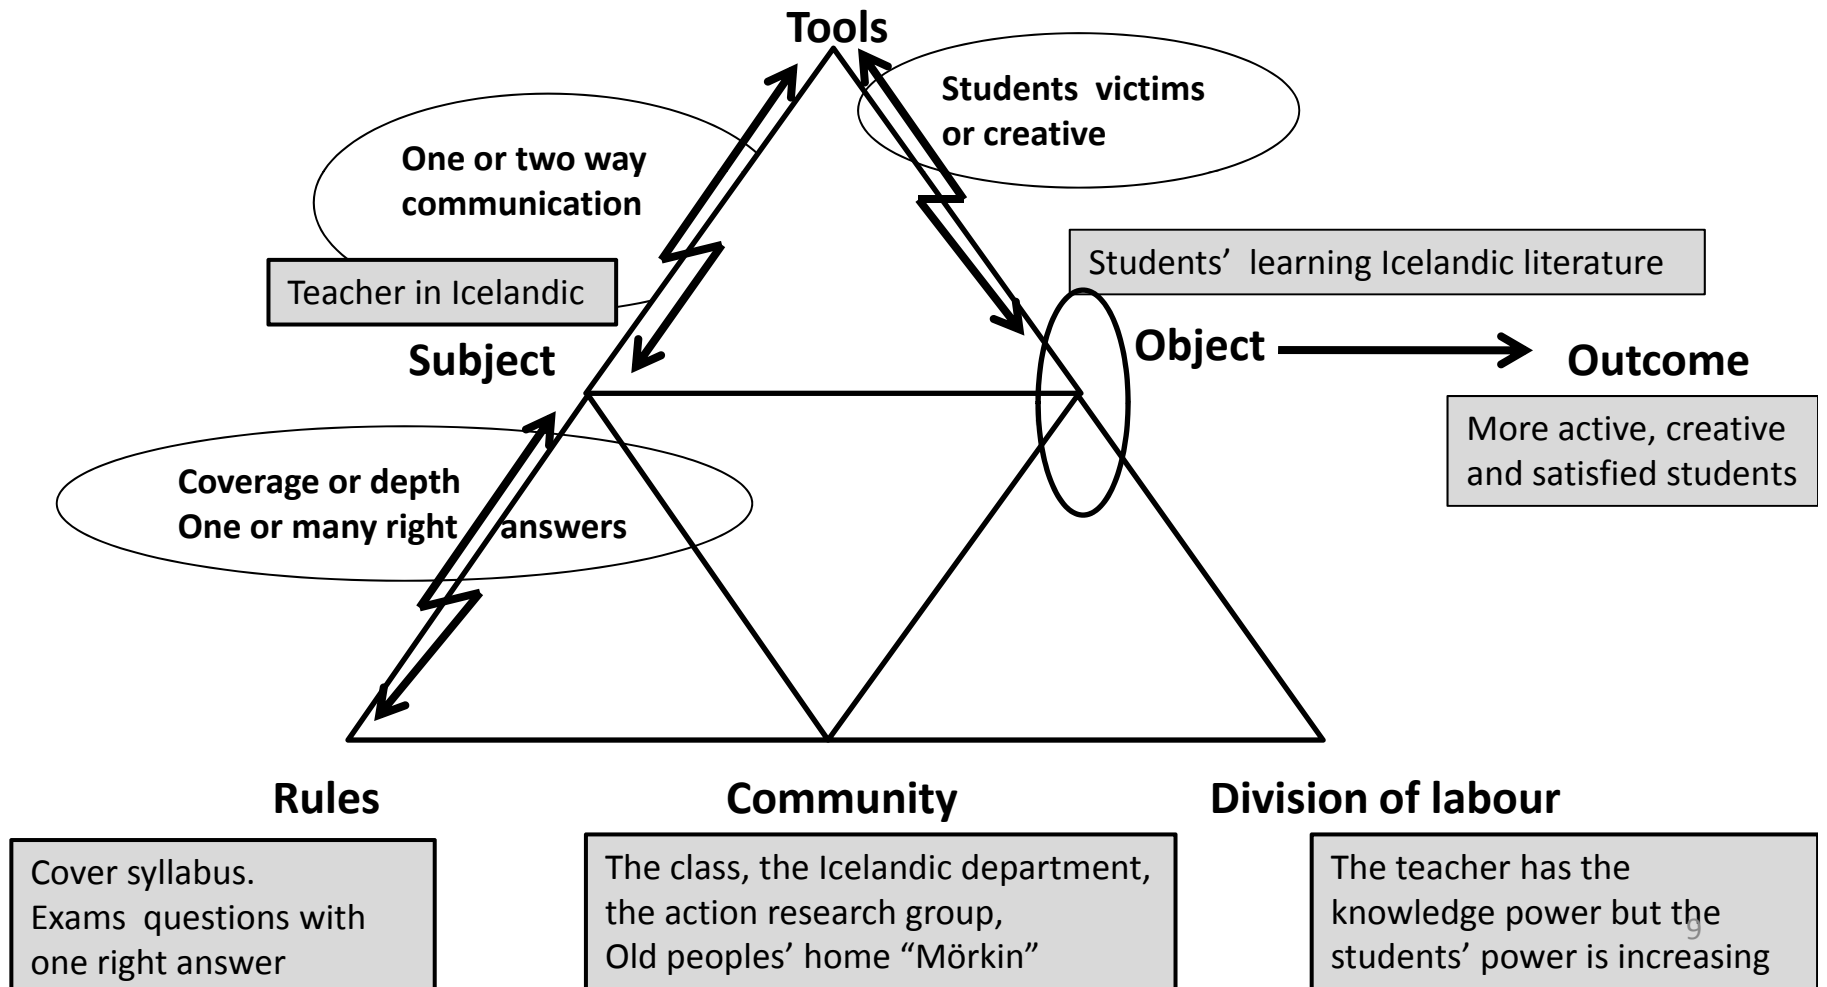 Tools
Students  victims
or creative
One or two way
communication
Students’  learning Icelandic literature
Teacher in Icelandic
Subject
Object
Outcome
More active, creative
and satisfied students
Coverage or depth
One or many right    answers
Rules
Community
Division of labour
Cover syllabus.
Exams  questions with
one right answer
The class, the Icelandic department,
the action research group,
Old peoples’ home “Mörkin”
The teacher has the
knowledge power but the
students’ power is increasing
9